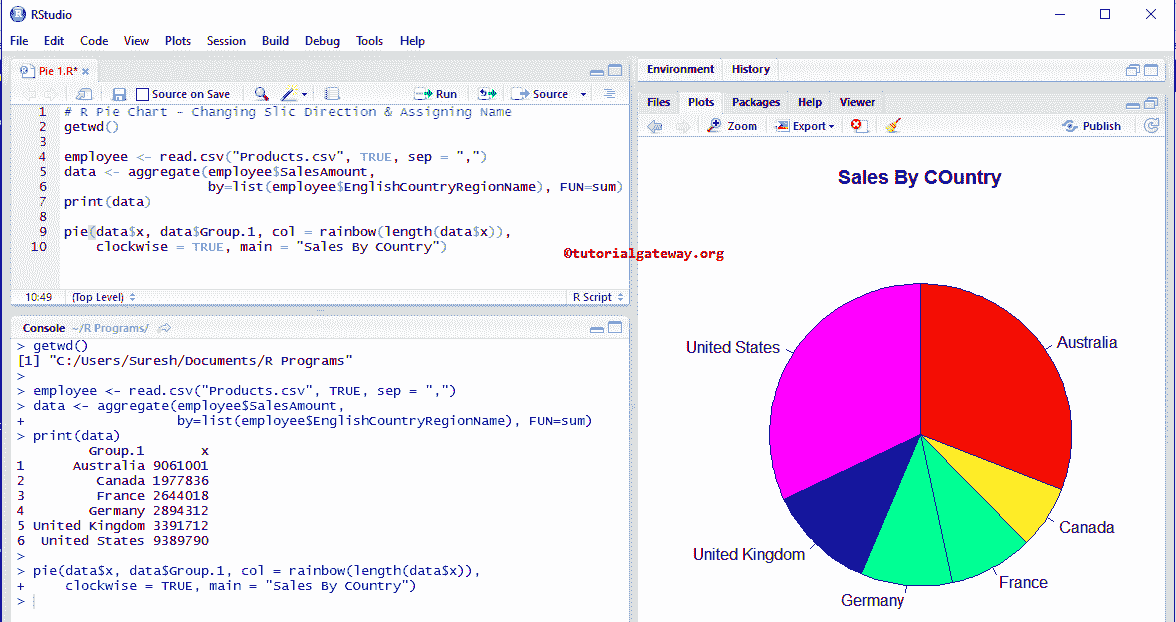 RStudio
File Edit Code View Plots Session Build Debug Tools Help
Pie 1.R*
Source on Save Run Source
1 # R Pie Chart - Changing Slic Direction & Assigning Name
2 getwd()
3
4 employee <- read.csv("Products.csv", TRUE, sep = ",")
5 data <- aggregate(employee$SalesAmount,
6 by=list(employee$EnglishCountryRegionName), FUN=sum)
7 print(data)
8
9 pie(data$x, data$Group.1, col = rainbow(length(data$x)),
10 clockwise = TRUE, main = "Sales By COuntry")
10:49 (Top Level) R Script
Console ~/R Programs/
> getwd()
[1] "C:/Users/Suresh/Documents/R Programs"
>
> employee <- read.csv("Products.csv", TRUE, sep = ",")
> data <- aggregate(employee$SalesAmount,
+ by=list(employee$EnglishCountryRegionName), FUN=sum)
> print(data)
Group.1 x
1 Australia 9061001
2 Canada 1977836
3 France 2644018
4 Germany 2894312
5 United Kingdom 3391712
6 United States 9389790
>
> pie(data$x, data$Group.1, col = rainbow(length(data$x)),
+ clockwise = TRUE, main = "Sales By COuntry")
>
Environment History
Files Plots Packages Help Viewer
Zoom Export Publish
Sales By COuntry
©tutorialgateway.org
United States
Australia
Canada
United Kingdom
France
Germany